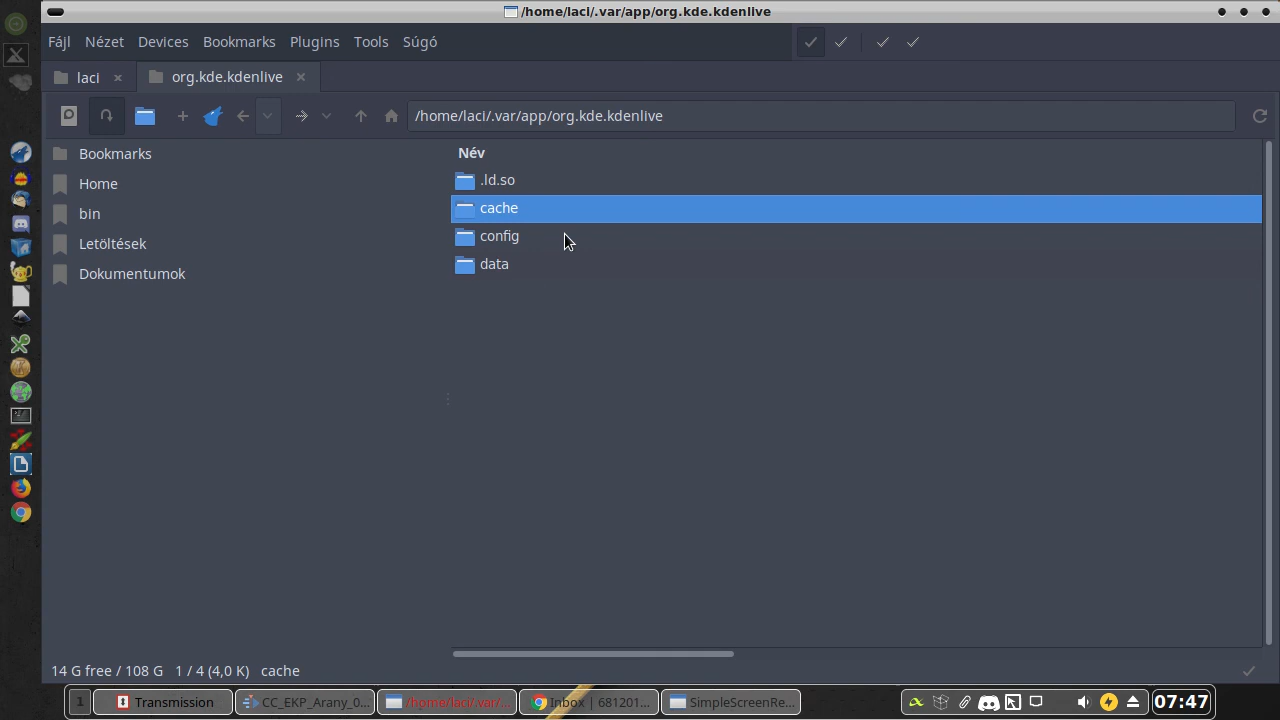 /home/laci/.var/app/org.kde.kdenlive
Fájl Nézet Devices Bookmarks Plugins Tools Súgó
laci org.kde.kdenlive
/home/laci/.var/app/org.kde.kdenlive
Bookmarks
Home
bin
Letöltések
Dokumentumok
Név
.ld.so
cache
config
data
14 G free / 108 G 1 / 4 (4,0 K) cache
1 Transmission CC_EKP_Arany_0... /home/laci/.var/... Inbox | 681201... SimpleScreenRe... 07:47